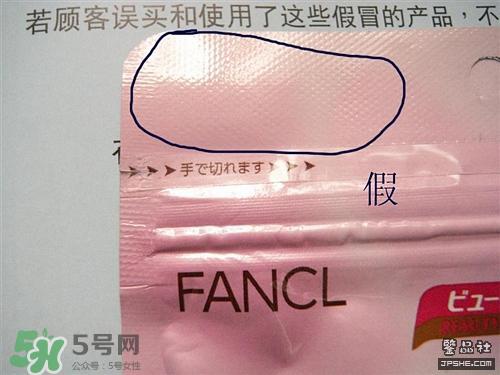 若顾客误买和使用了这些假冒的产品，不
手で切れます
假
FANCL
ビュー
5号网
公众号：5号女性
鉴品社
JPSHE.COM